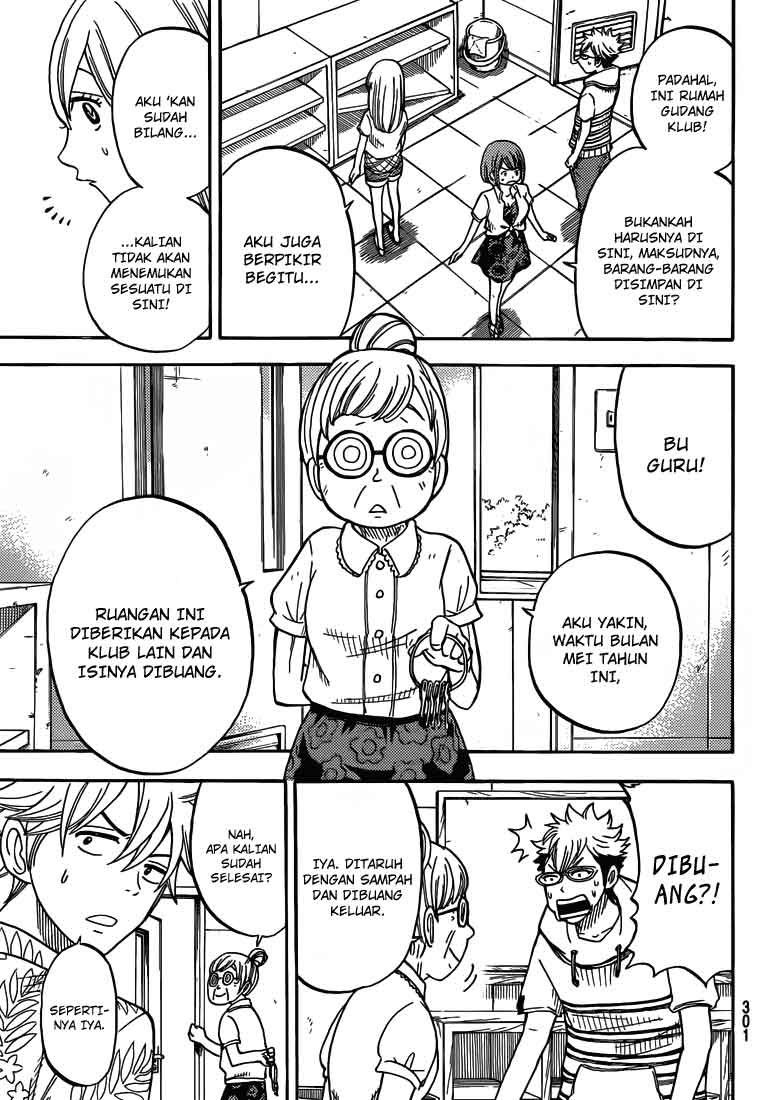 PADAHAL,
INI RUMAH
GUDANG
KLUB!
BUKANKAH
HARUSNYA DI
SINI, MAKSUDNYA,
BARANG-BARANG
DISIMPAN DI
SINI?
AKU JUGA
BERPIKIR
BEGITU...
AKU 'KAN
SUDAH
BILANG...
...KALIAN
TIDAK AKAN
MENEMUKAN
SESUATU DI
SINI!
BU
GURU!
AKU YAKIN,
WAKTU BULAN
MEI TAHUN
INI,
RUANGAN INI
DIBERIKAN KEPADA
KLUB LAIN DAN
ISINYA DIBUANG.
DIBU-
ANG?!
IYA. DITARUH
DENGAN SAMPAH
DAN DIBUANG
KELUAR.
NAH,
APA KALIAN
SUDAH
SELESAI?
SEPERTI-
NYA IYA.
301